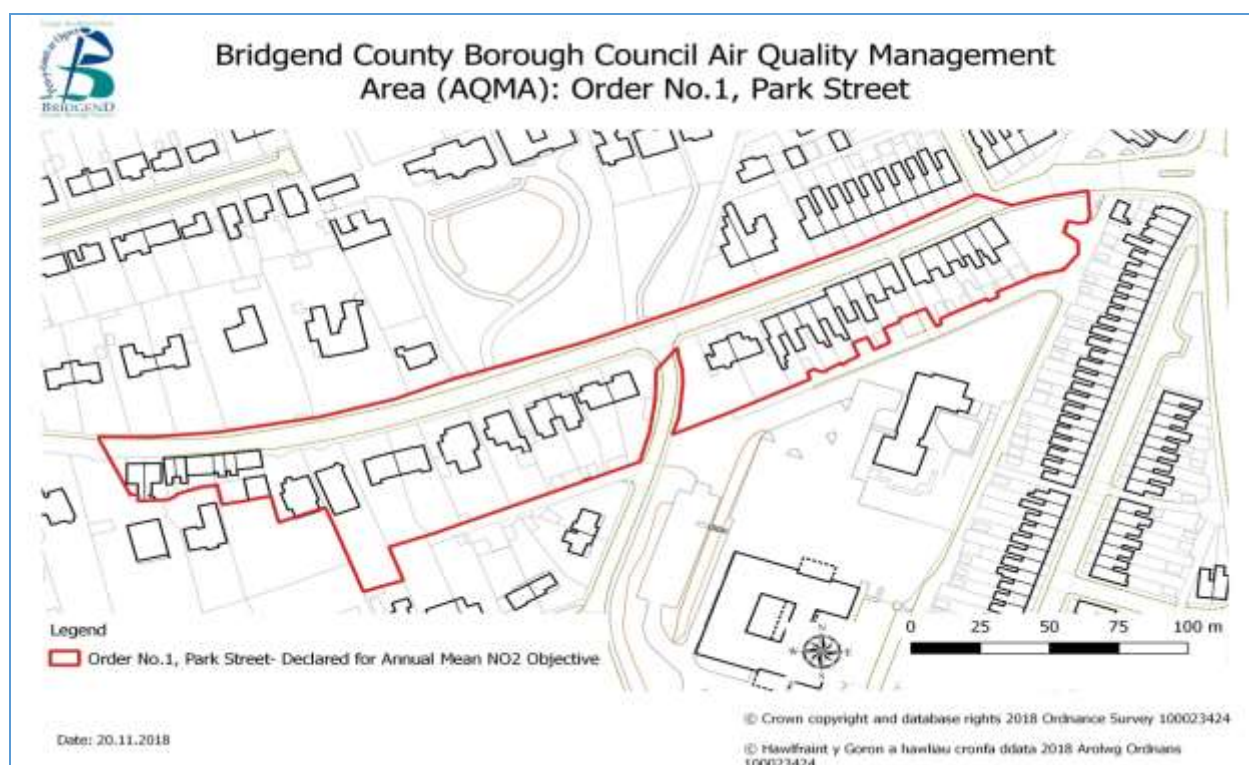 BRIDGEND
Bridgend County Borough Council Air Quality Management
Area (AQMA): Order No.1, Park Street
Legend
Order No.1, Park Street- Declared for Annual Mean NO2 Objective
0 25 50 75 100 m
Date: 20.11.2018
© Crown copyright and database rights 2018 Ordnance Survey 100023424
© Hawlfraint y Goron a hawliau cronfa ddata 2018 Arolwg Ordnans
100023424